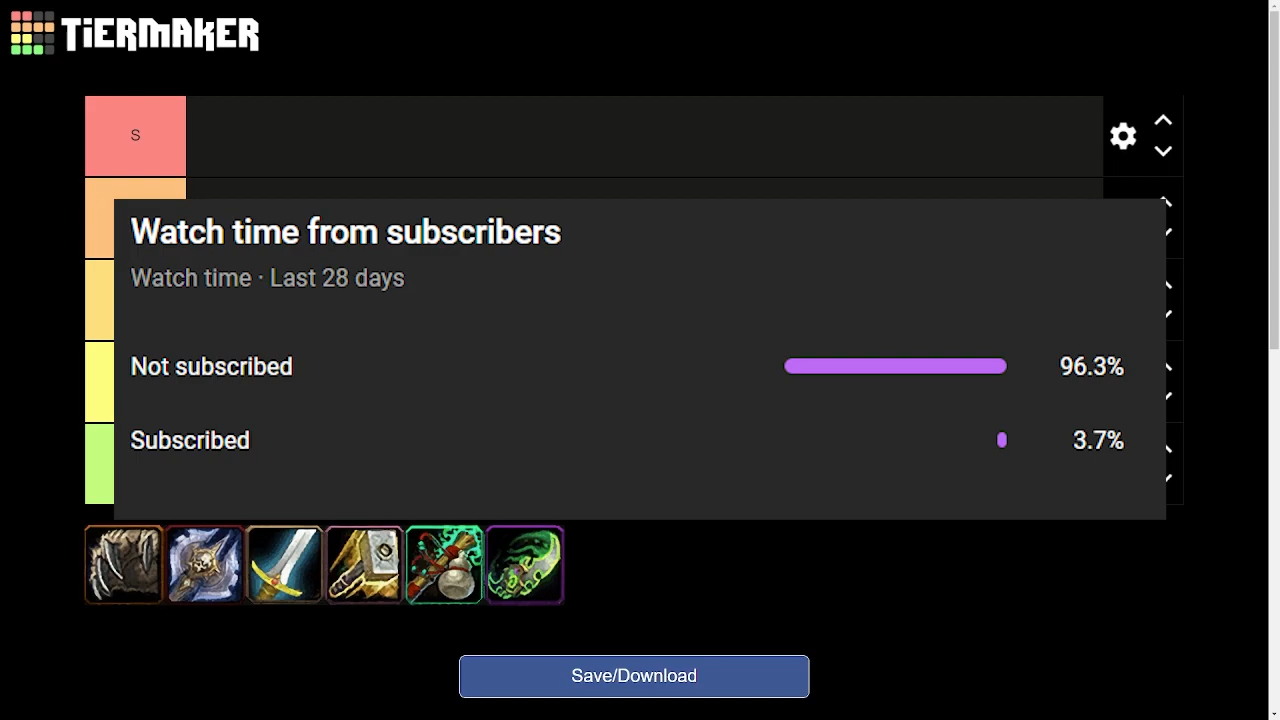 TiERMAKER
S
Watch time from subscribers
Watch time · Last 28 days
Not subscribed 96.3%
Subscribed 3.7%
Save/Download